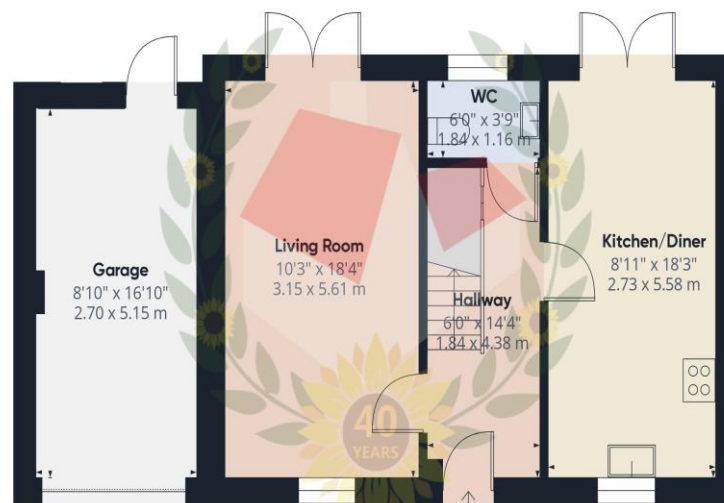 WC
6'0" x 3'9"
1.84 x 1.16 m
Living Room
10'3" x 18'4"
3.15 x 5.61 m
Kitchen/Diner
8'11" x 18'3"
2.73 x 5.58 m
Garage
8'10" x 16'10"
2.70 x 5.15 m
Hallway
6'0" x 14'4"
1.84 x 4.38 m
40
YEARS